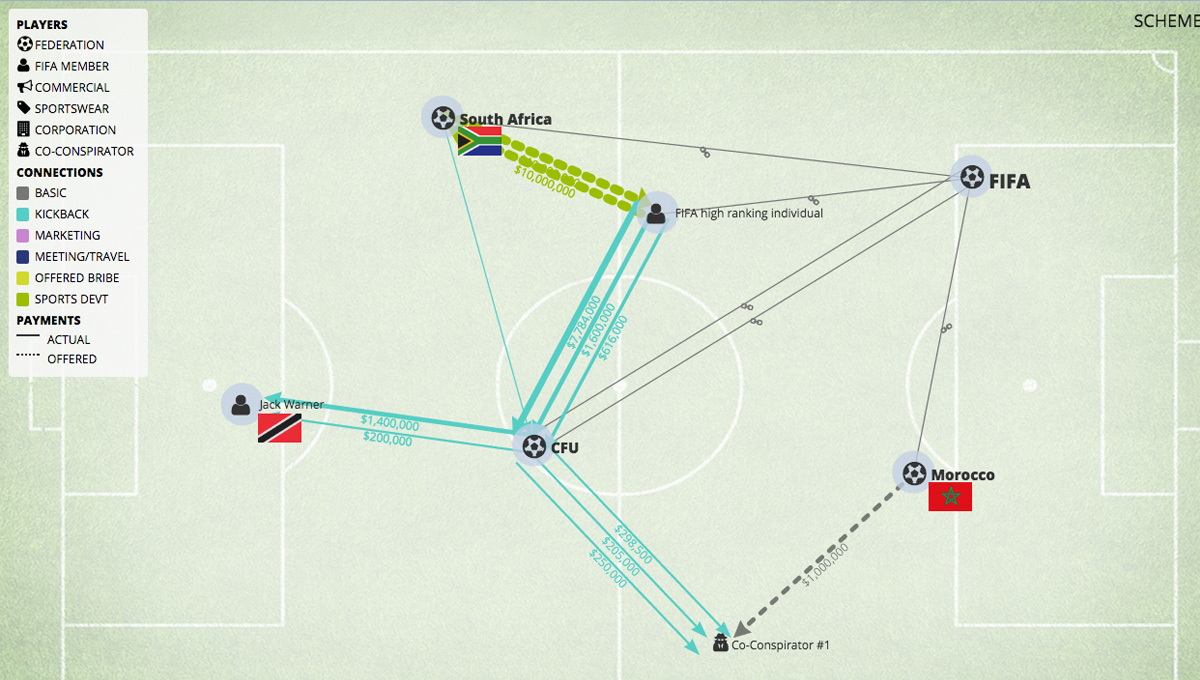 SCHEME
PLAYERS
FEDERATION
FIFA MEMBER
COMMERCIAL
SPORTSWEAR
CORPORATION
CO-CONSPIRATOR
CONNECTIONS
BASIC
KICKBACK
MARKETING
MEETING/TRAVEL
OFFERED BRIBE
SPORTS DEVT
PAYMENTS
ACTUAL
OFFERED
South Africa
$10,000,000
FIFA
FIFA high ranking individual
$7,784,000
$1,600,000
$616,000
Jack Warner
$1,400,000
$200,000
CFU
Morocco
$298,500
$205,000
$250,000
$1,000,000
Co-Conspirator #1